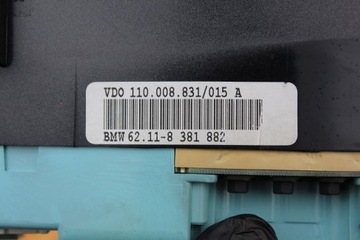 VDO 110.008.831/015 A
BMW 62.11-8 381 882